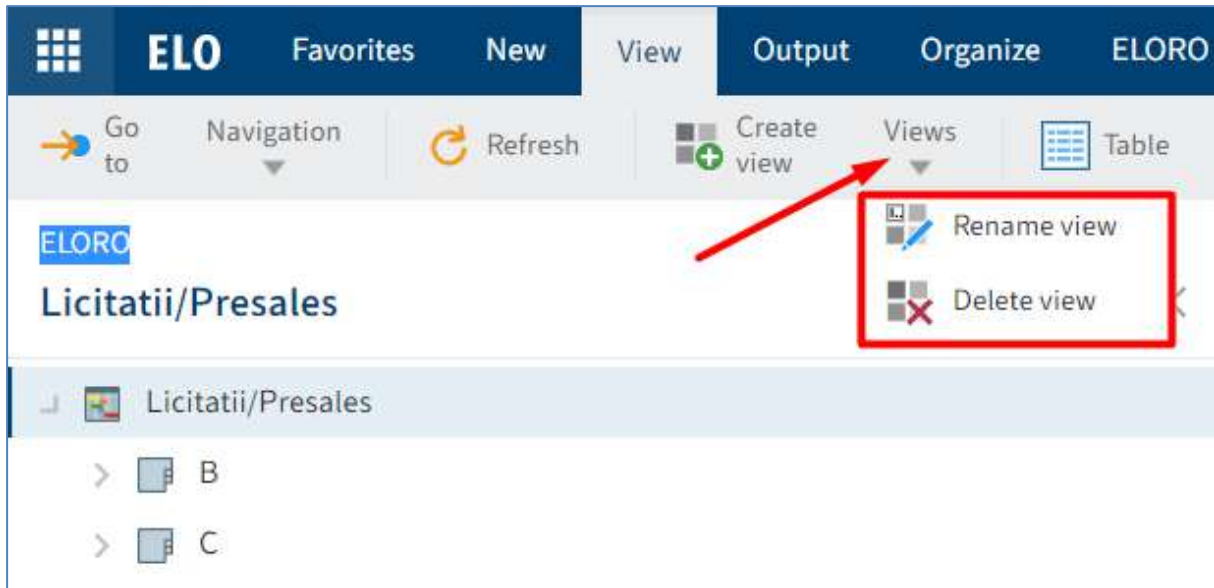 ELO Favorites New View Output Organize ELORO
Go to Navigation Refresh Create view Views Table
Rename view
ELORO
Licitatii/Presales
Delete view
Licitatii/Presales
B
C